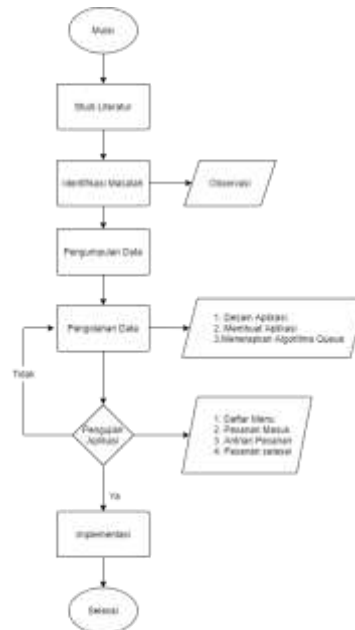 Mulai
Studi Literatur
Identifikasi Masalah
Observasi
Pengumpulan Data
Pengolahan Data
1. Desain Aplikasi
2. Membuat Aplikasi
3.Menerapkan Algoritma Queue
Tidak
Pengujian
Aplikasi
1. Daftar Menu
2. Pesanan Masuk
3. Antrian Pesanan
4. Pesanan selesai
Ya
Implementasi
Selesai